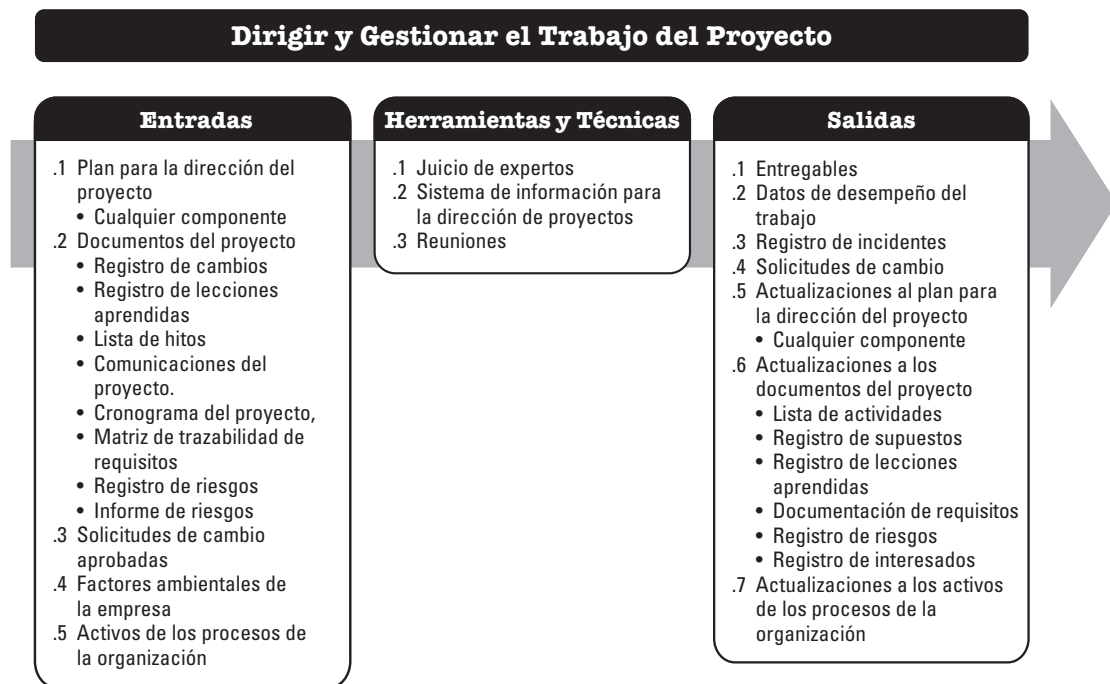 Dirigir y Gestionar el Trabajo del Proyecto
Entradas
.1 Plan para la dirección del
proyecto
• Cualquier componente
.2 Documentos del proyecto
• Registro de cambios
• Registro de lecciones
aprendidas
• Lista de hitos
• Comunicaciones del
proyecto.
• Cronograma del proyecto,
• Matriz de trazabilidad de
requisitos
• Registro de riesgos
• Informe de riesgos
.3 Solicitudes de cambio
aprobadas
.4 Factores ambientales de
la empresa
.5 Activos de los procesos de
la organización
Herramientas y Técnicas
.1 Juicio de expertos
.2 Sistema de información para
la dirección de proyectos
.3 Reuniones
Salidas
.1 Entregables
.2 Datos de desempeño del
trabajo
.3 Registro de incidentes
.4 Solicitudes de cambio
.5 Actualizaciones al plan para
la dirección del proyecto
• Cualquier componente
.6 Actualizaciones a los
documentos del proyecto
• Lista de actividades
• Registro de supuestos
• Registro de lecciones
aprendidas
• Documentación de requisitos
• Registro de riesgos
• Registro de interesados
.7 Actualizaciones a los activos
de los procesos de la
organización